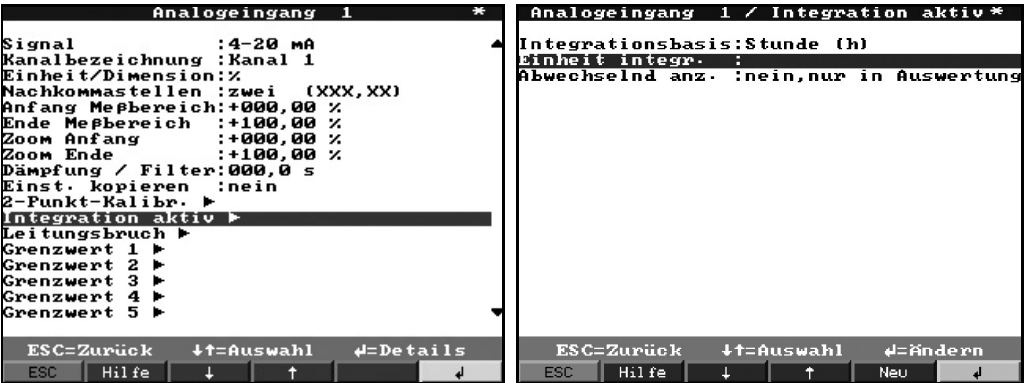 Analogeingang 1 *
Signal :4-20 mA
Kanalbezeichnung :Kanal 1
Einheit/Dimension:%
Nachkommastellen :zwei (XXX,XX)
Anfang Meßbereich:+000,00 %
Ende Meßbereich :+100,00 %
Zoom Anfang :+000,00 %
Zoom Ende :+100,00 %
Dämpfung / Filter:000,0 s
Einst. kopieren :nein
2-Punkt-Kalibr. ►
Integration aktiv ►
Leitungsbruch ►
Grenzwert 1 ►
Grenzwert 2 ►
Grenzwert 3 ►
Grenzwert 4 ►
Grenzwert 5 ►
ESC=Zurück ↓↑=Auswahl ↲=Details
ESC Hilfe ↓ ↑ ↲
Analogeingang 1 / Integration aktiv *
Integrationsbasis:Stunde (h)
Einheit integr. :
Abwechselnd anz. :nein,nur in Auswertung
ESC=Zurück ↓↑=Auswahl ↲=Ändern
ESC Hilfe ↓ ↑ Neu ↲